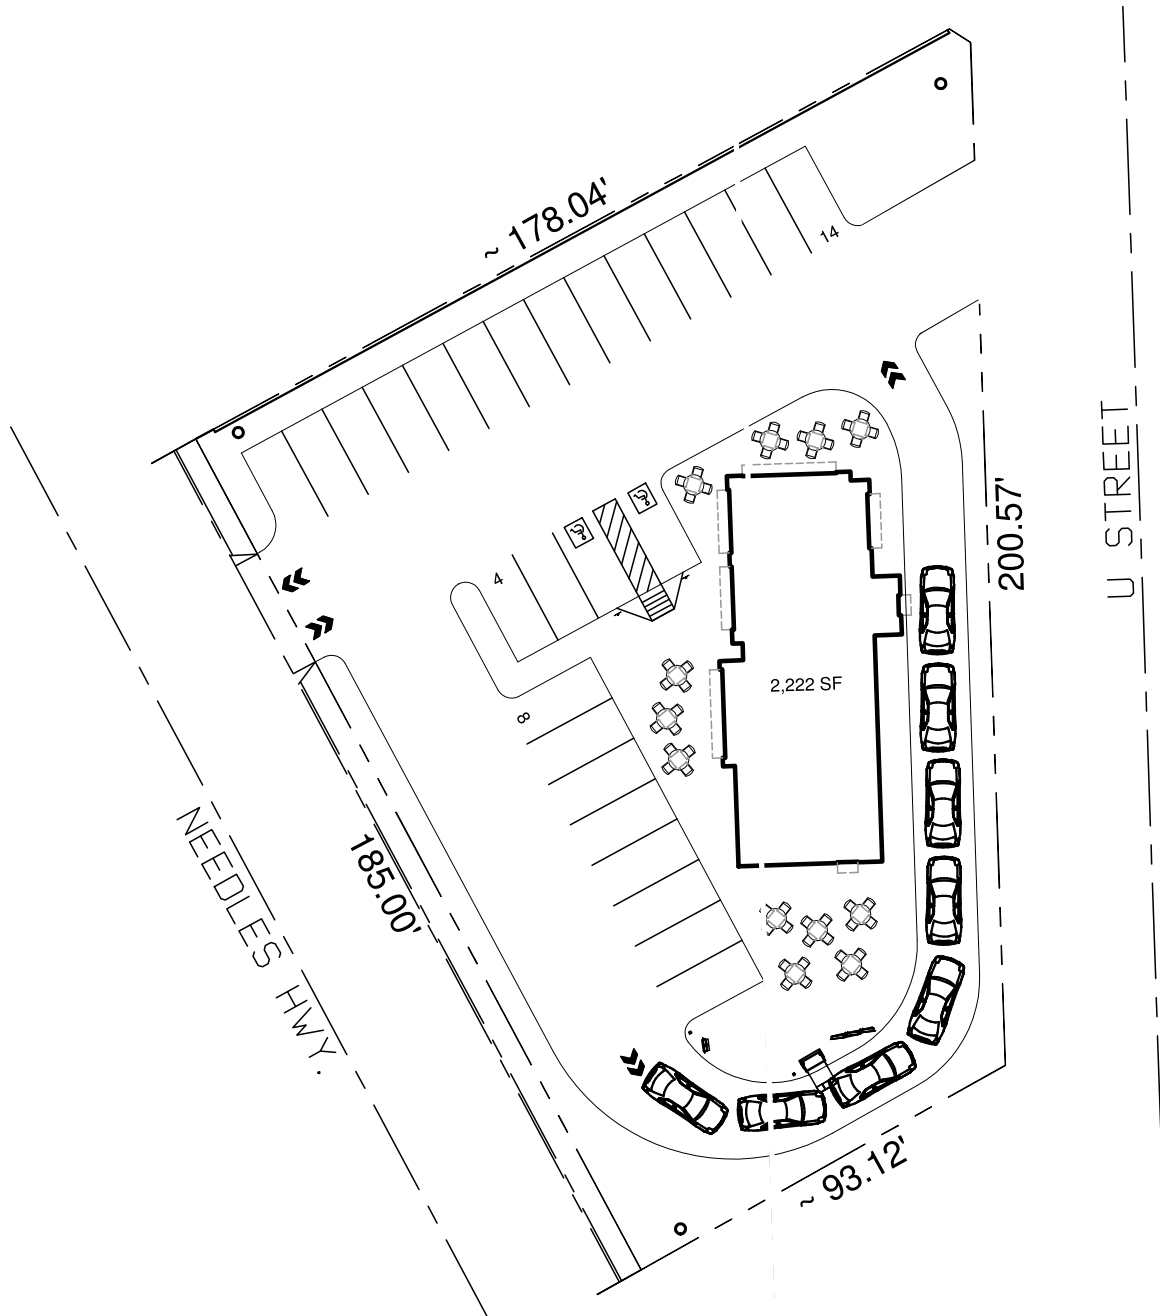 ~ 178.04'
14
4
8
2,222 SF
200.57'
U STREET
NEEDLES HWY.
185.00'
~ 93.12'